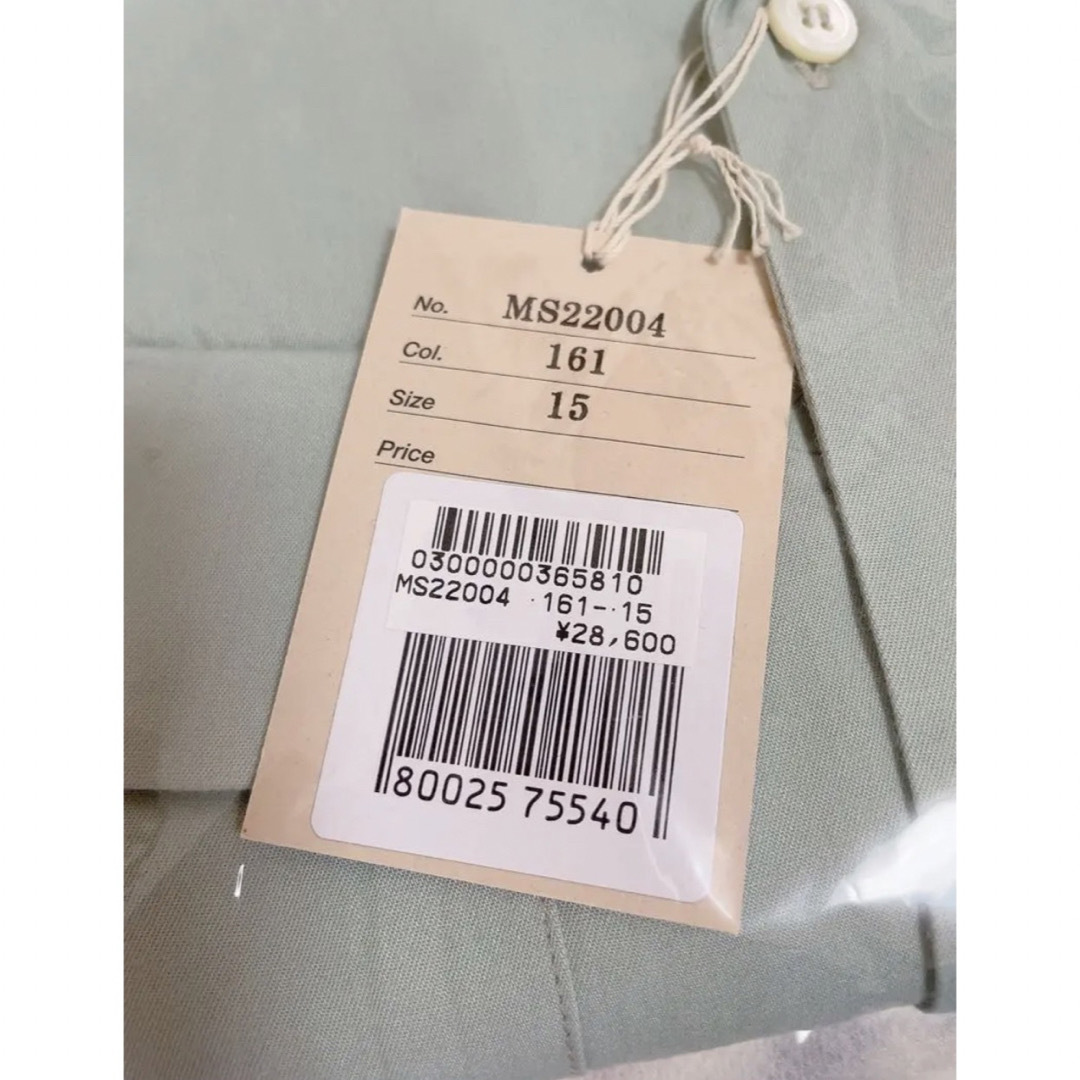 No. MS22004
Col. 161
Size 15
Price
0300000365810
MS22004 161- 15
¥28,600
80025 75540